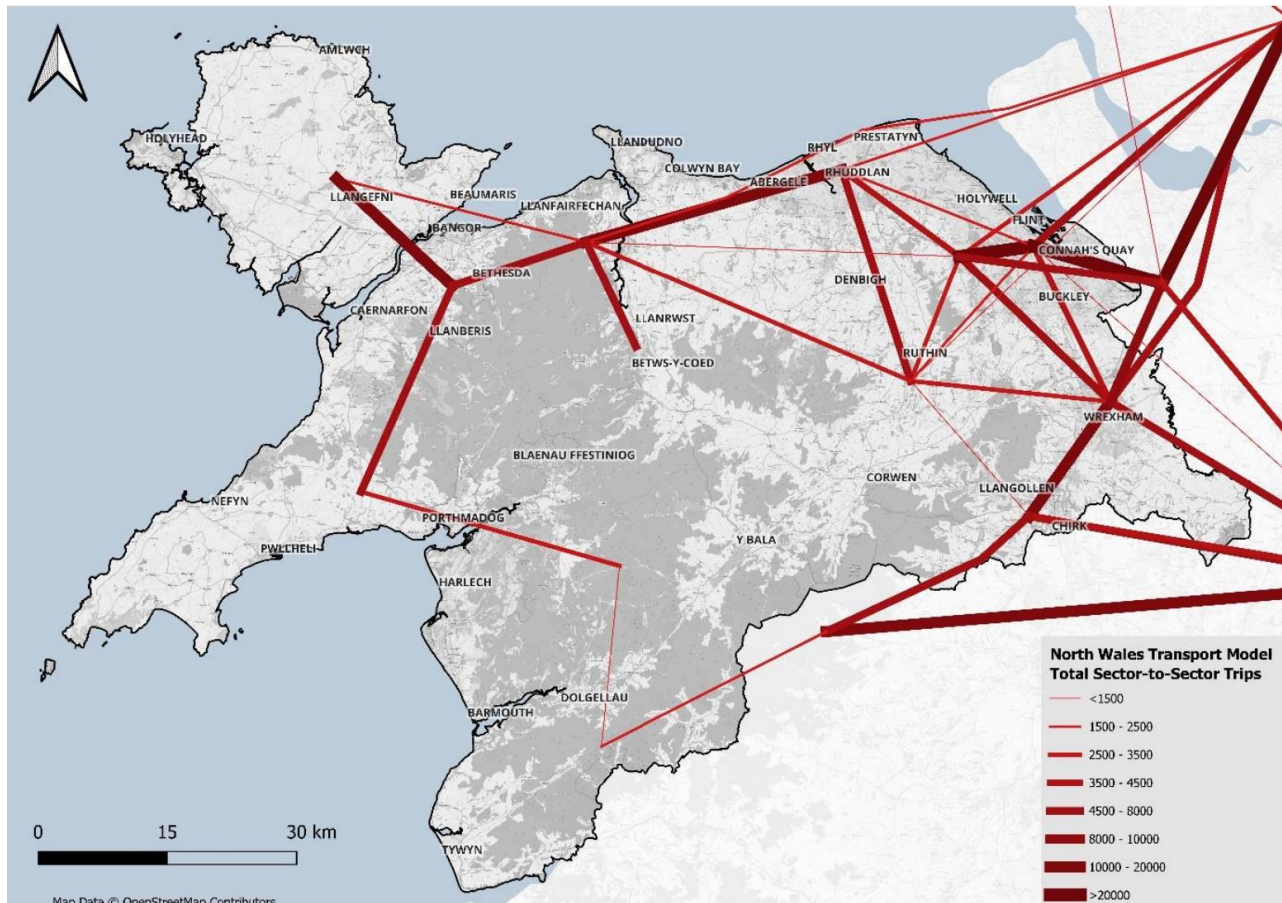 AMLWCH
HOLYHEAD
LLANDUDNO
PRESTATYN
RHYL
COLWYN BAY
RHUDDLAN
ABERGELE
LLANGEFNI
BEAUMARIS
HOLYWELL
LLANFAIRFECHAN
FLINT
BANGOR
CONNAH'S QUAY
BETHESDA
DENBIGH
BUCKLEY
CAERNARFON
LLANRWST
LLANBERIS
RUTHIN
BETWS-Y-COED
WREXHAM
BLAENAU FFESTINIOG
CORWEN
LLANGOLLEN
NEFYN
PORTHMADOG
CHIRK
Y BALA
PWLLHELI
HARLECH
DOLGELLAU
BARMOUTH
TYWYN
North Wales Transport Model
Total Sector-to-Sector Trips
<1500
1500 - 2500
2500 - 3500
3500 - 4500
4500 - 8000
8000 - 10000
10000 - 20000
>20000
0 15 30 km
Map Data © OpenStreetMap Contributors